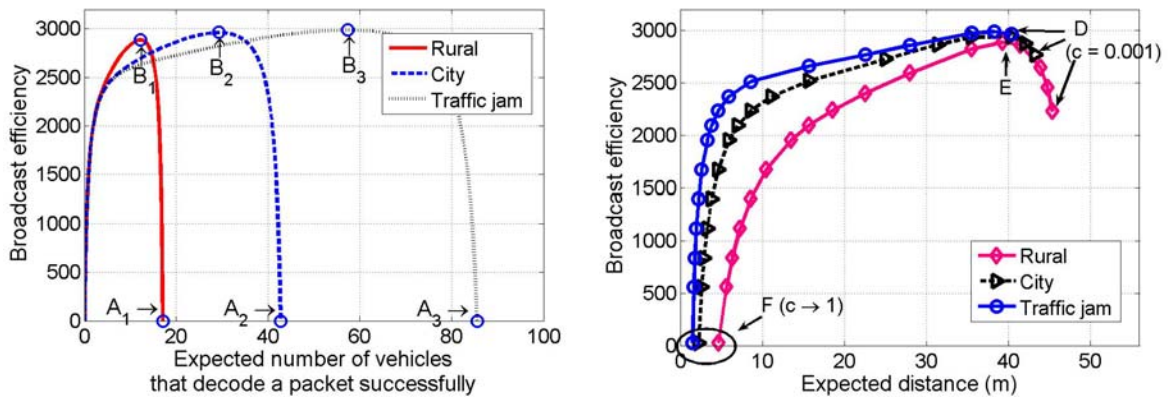 Broadcast efficiency
3000
2500
2000
1500
1000
500
0
0 20 40 60 80 100
Expected number of vehicles
that decode a packet successfully
B1
B2
B3
A1 →
A2 →
A3 →
Rural
City
Traffic jam
Broadcast efficiency
3000
2500
2000
1500
1000
500
0
0 10 20 30 40 50
Expected distance (m)
D
(c = 0.001)
E
F (c → 1)
Rural
City
Traffic jam